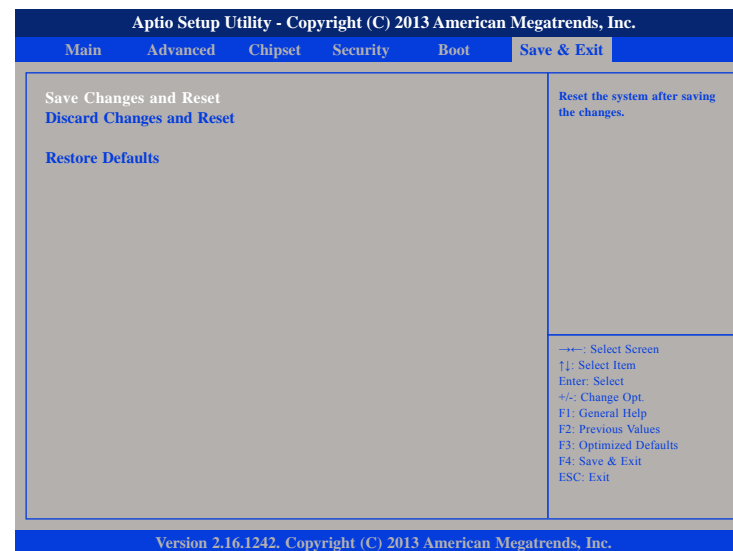 Aptio Setup Utility - Copyright (C) 2013 American Megatrends, Inc.
Main Advanced Chipset Security Boot Save & Exit
Save Changes and Reset
Discard Changes and Reset
Restore Defaults
Reset the system after saving
the changes.
→←: Select Screen
↑↓: Select Item
Enter: Select
+/-: Change Opt.
F1: General Help
F2: Previous Values
F3: Optimized Defaults
F4: Save & Exit
ESC: Exit
Version 2.16.1242. Copyright (C) 2013 American Megatrends, Inc.